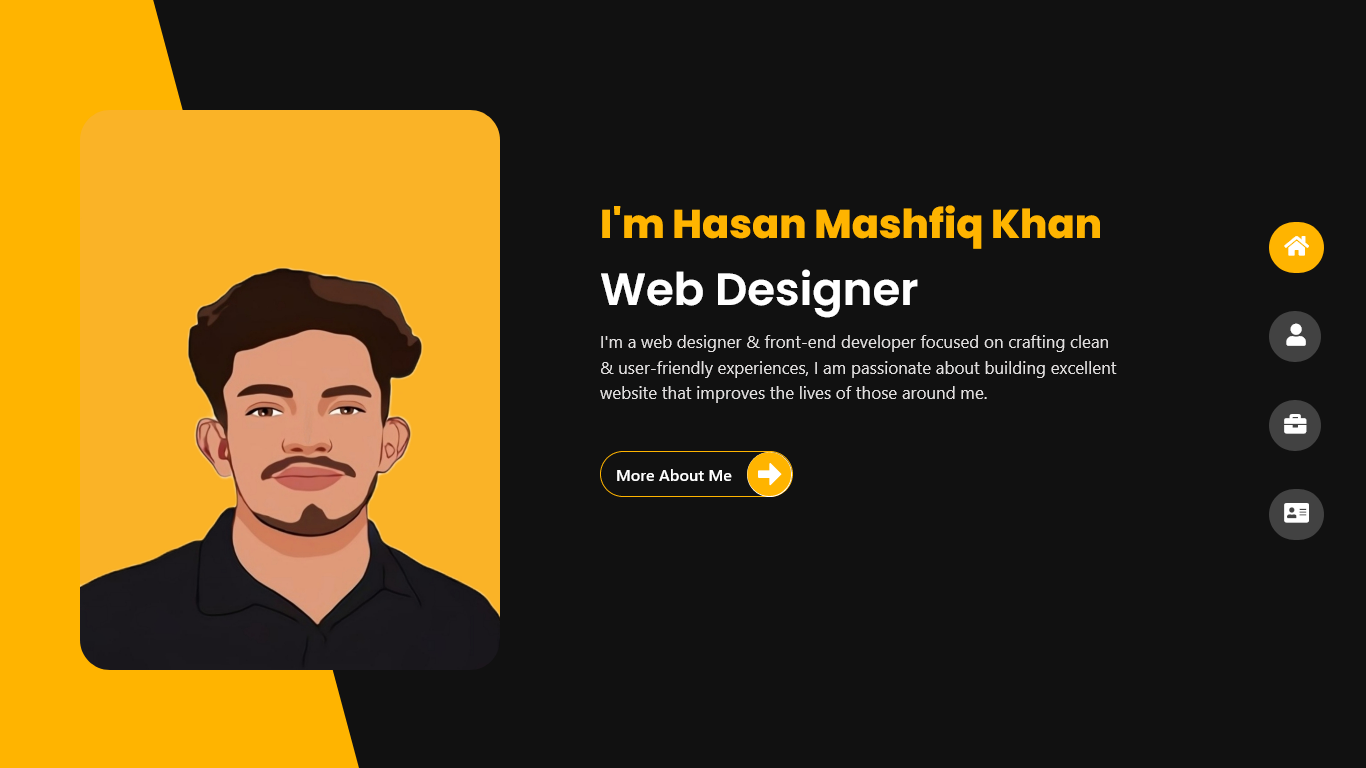 I'm Hasan Mashfiq Khan
Web Designer
I'm a web designer & front-end developer focused on crafting clean
& user-friendly experiences, I am passionate about building excellent
website that improves the lives of those around me.
More About Me